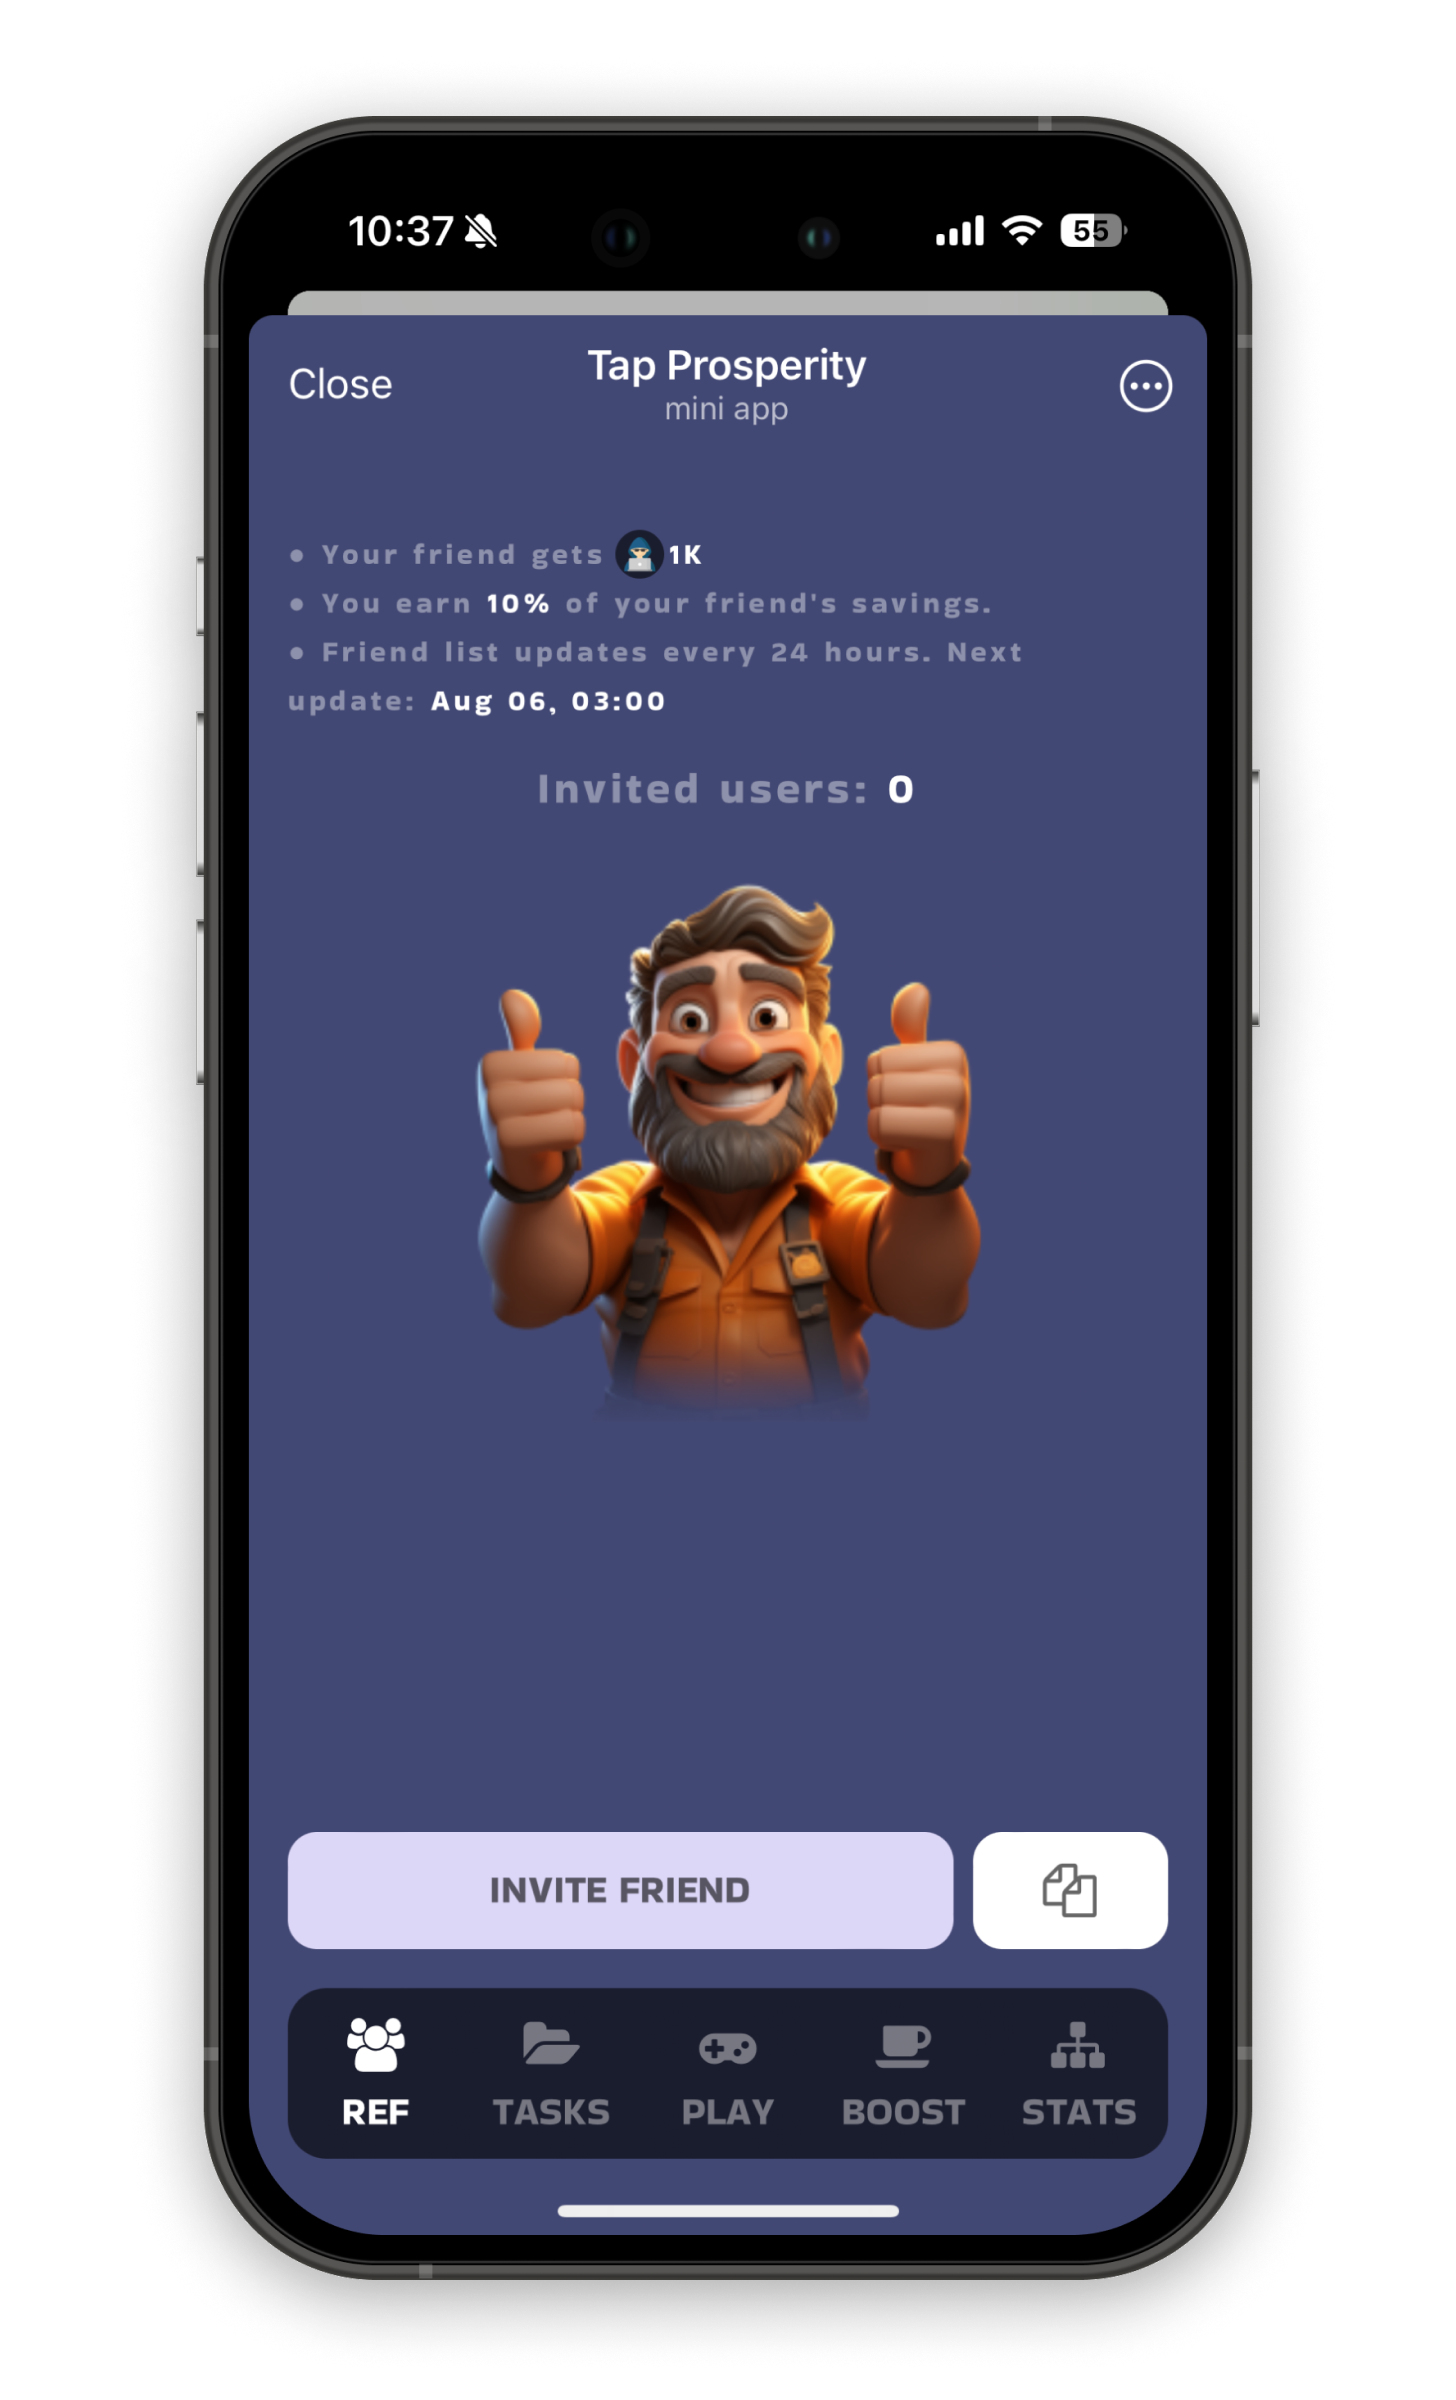 10:37
55
Close
Tap Prosperity
mini app
● Your friend gets 1K
● You earn 10% of your friend's savings.
● Friend list updates every 24 hours. Next
update: Aug 06, 03:00
Invited users: 0
INVITE FRIEND
REF TASKS PLAY BOOST STATS